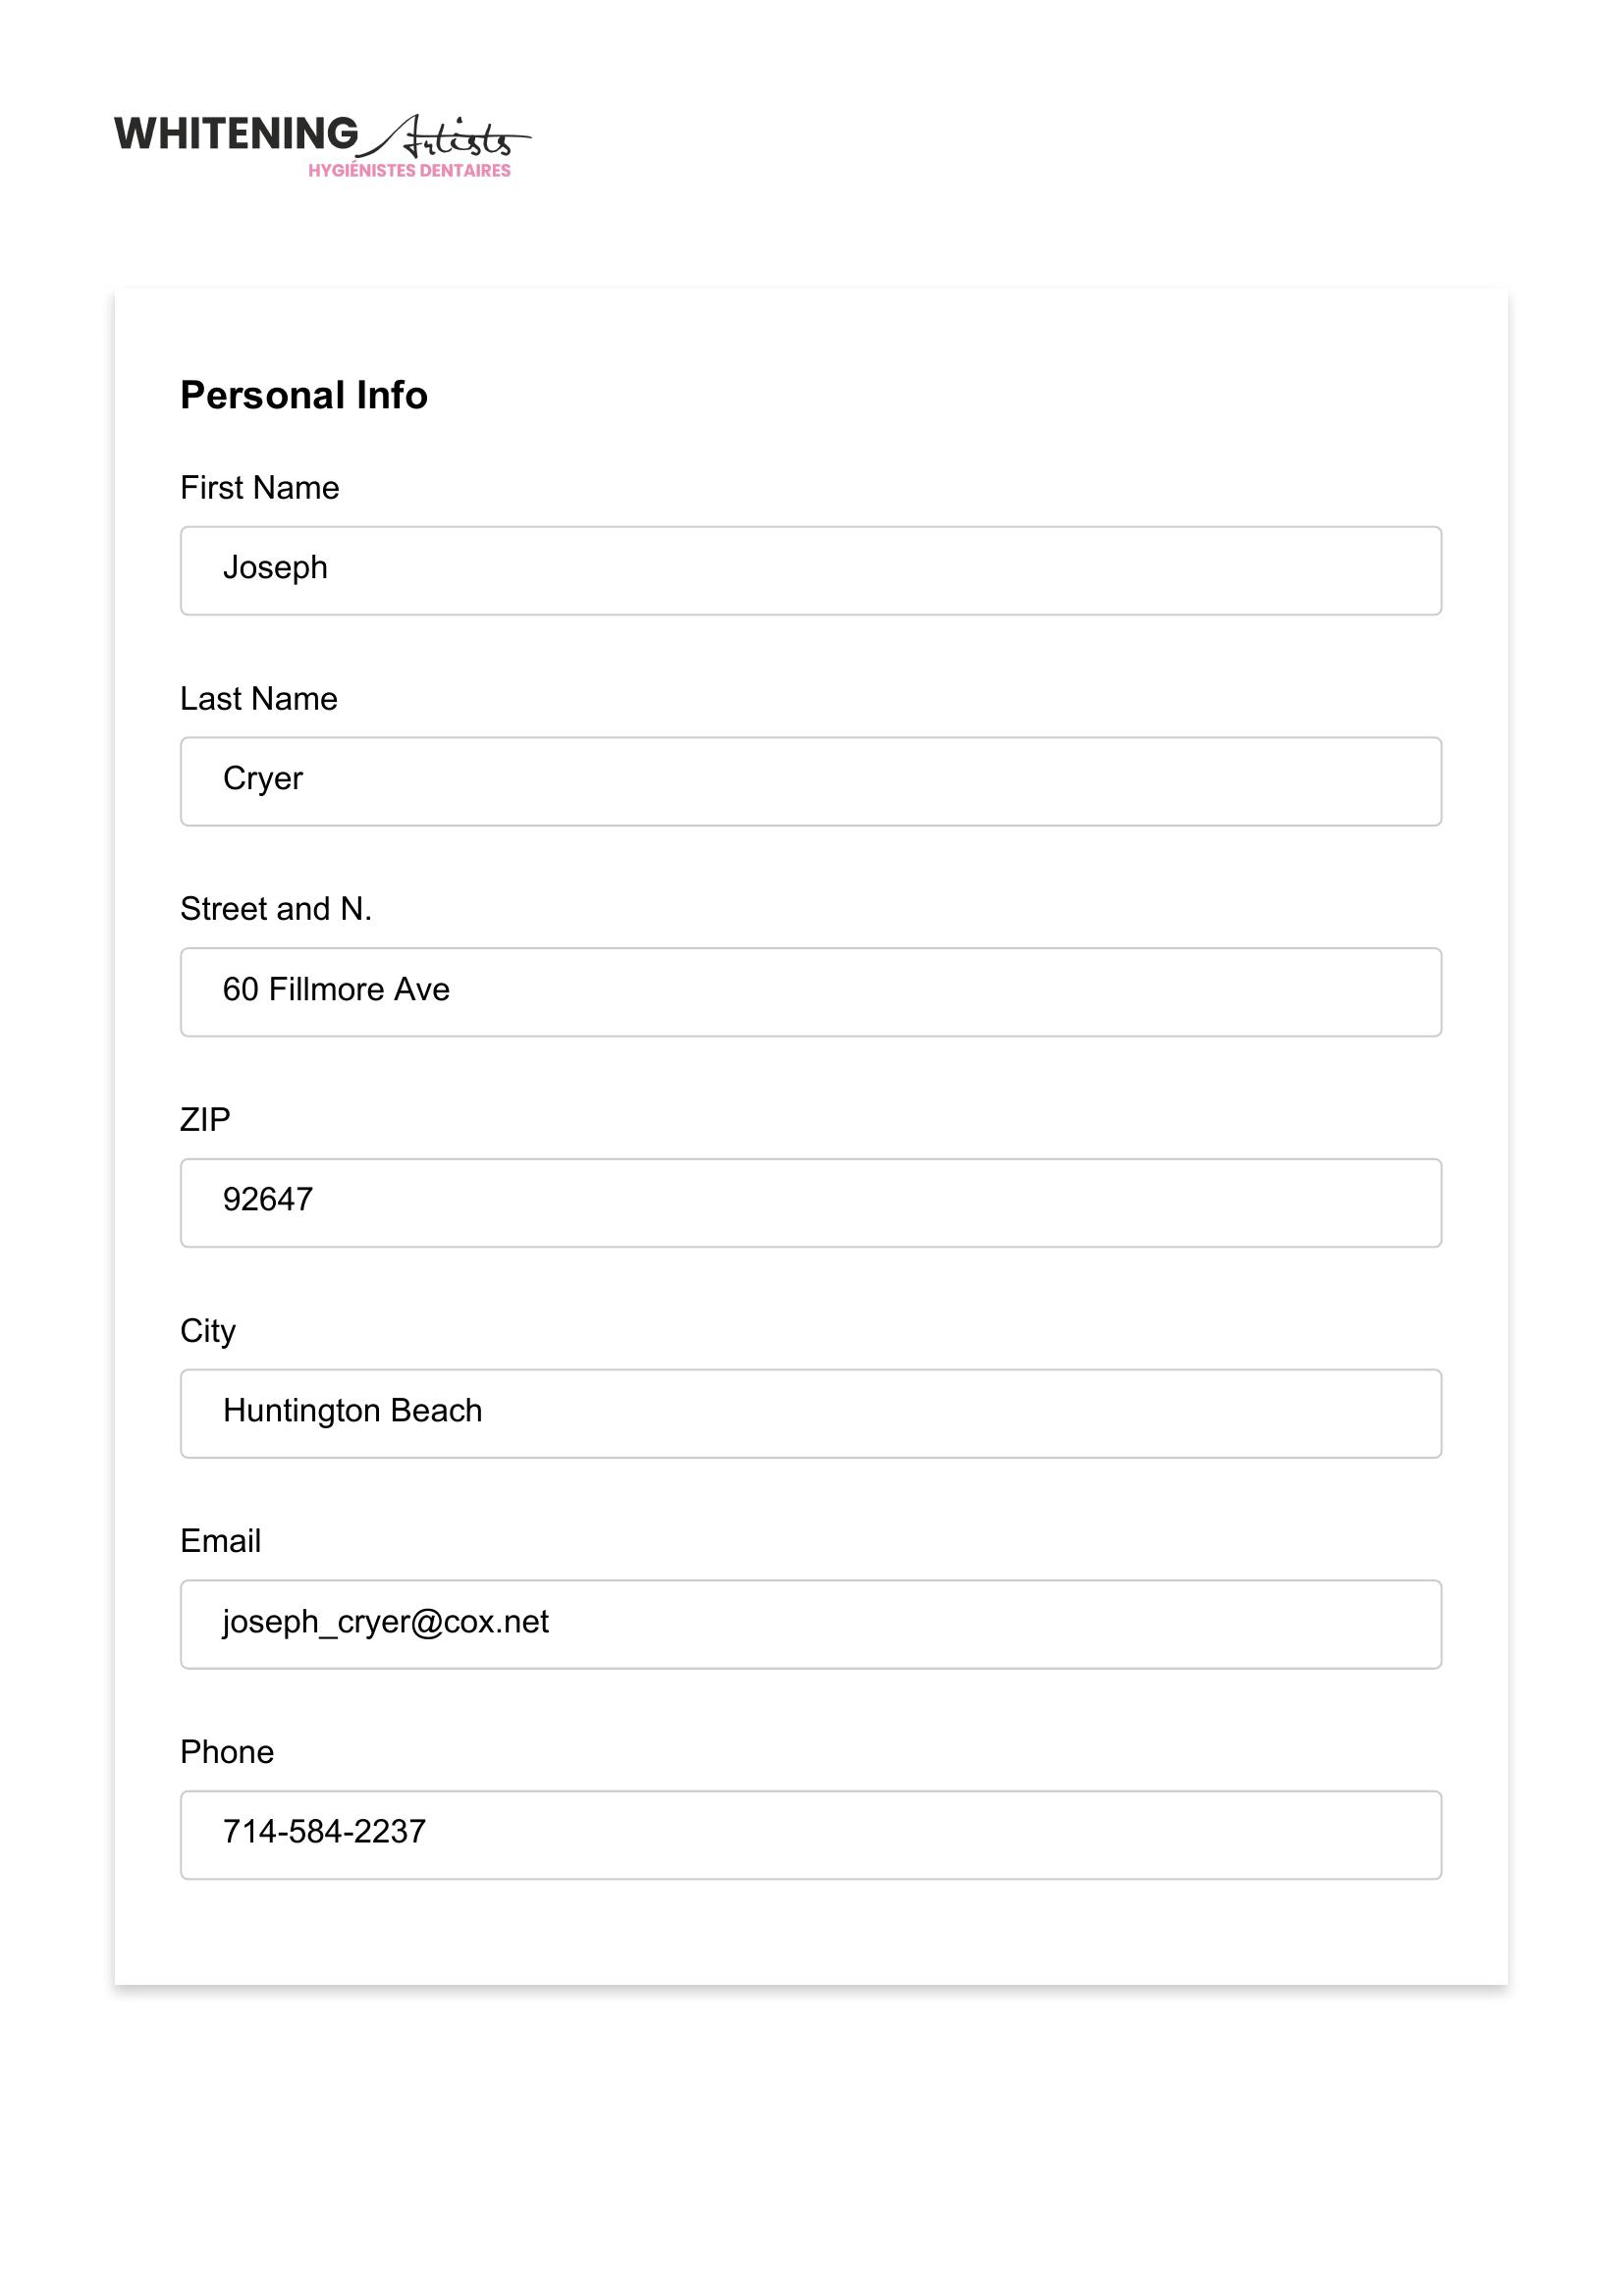 WHITENING Artists
HYGIÉNISTES DENTAIRES
Personal Info
First Name
Joseph
Last Name
Cryer
Street and N.
60 Fillmore Ave
ZIP
92647
City
Huntington Beach
Email
joseph_cryer@cox.net
Phone
714-584-2237